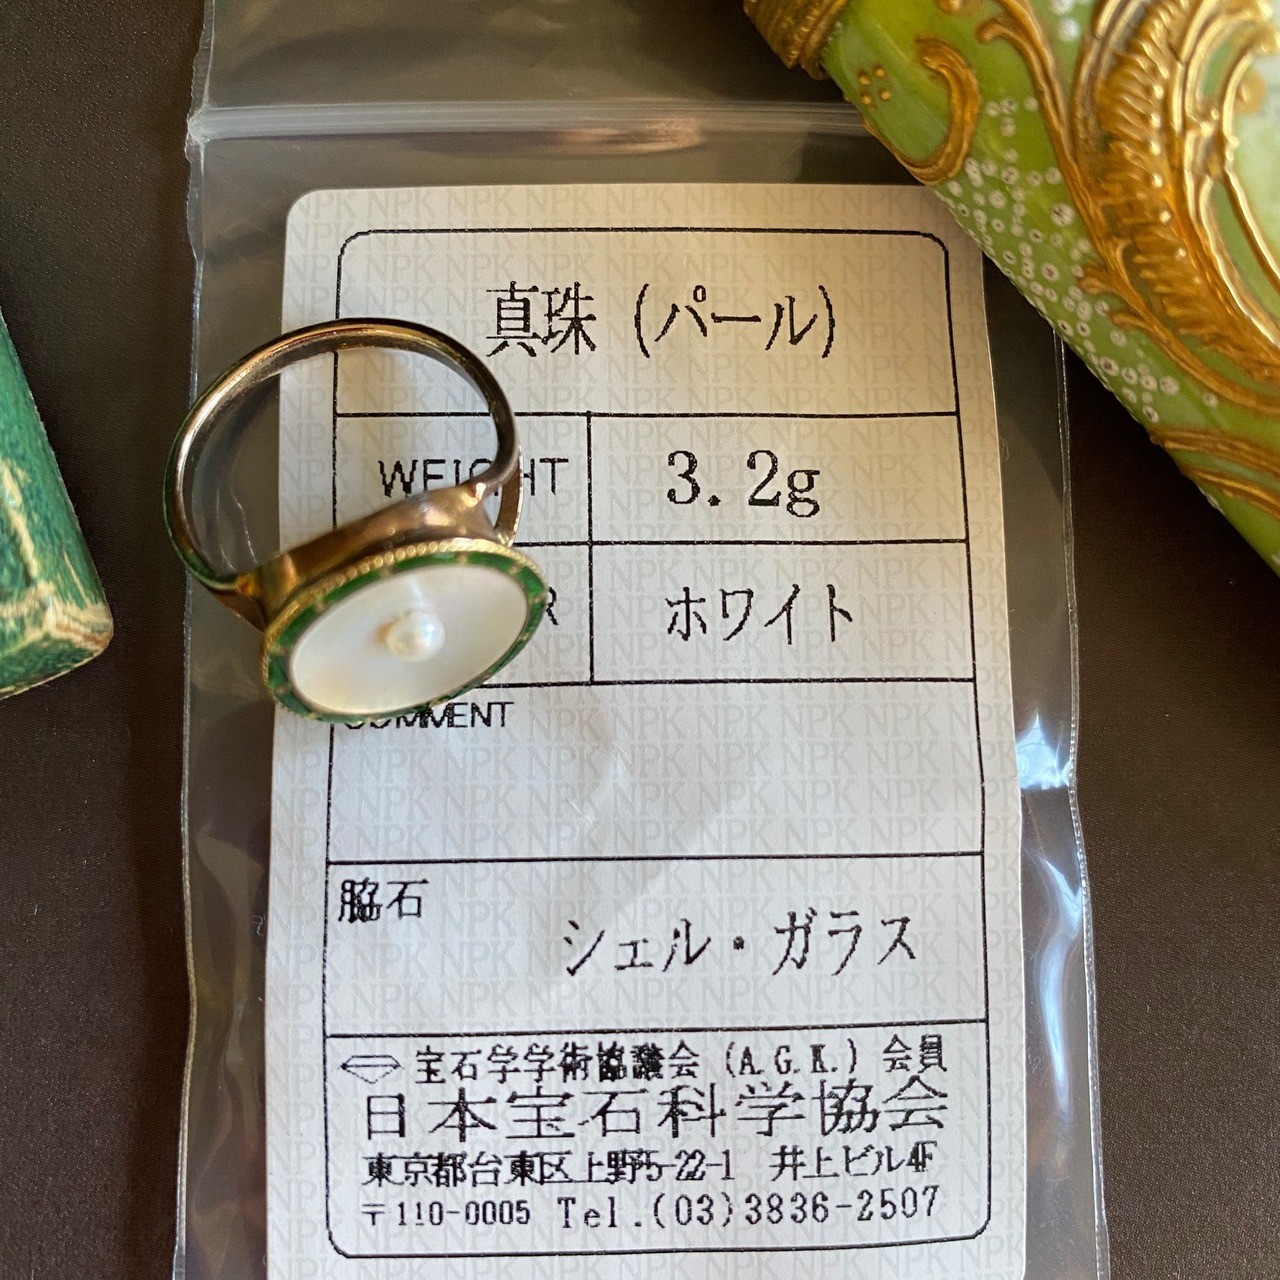 真珠(パール)
WEIGHT 3.2g
ホワイト
COMMENT
脇石
シェル・ガラス
宝石学学術協議会(A.G.K.)会員
日本宝石科学協会
東京都台東区上野5-22-1 井上ビル4F
〒110-0005 Tel.(03)3836-2507